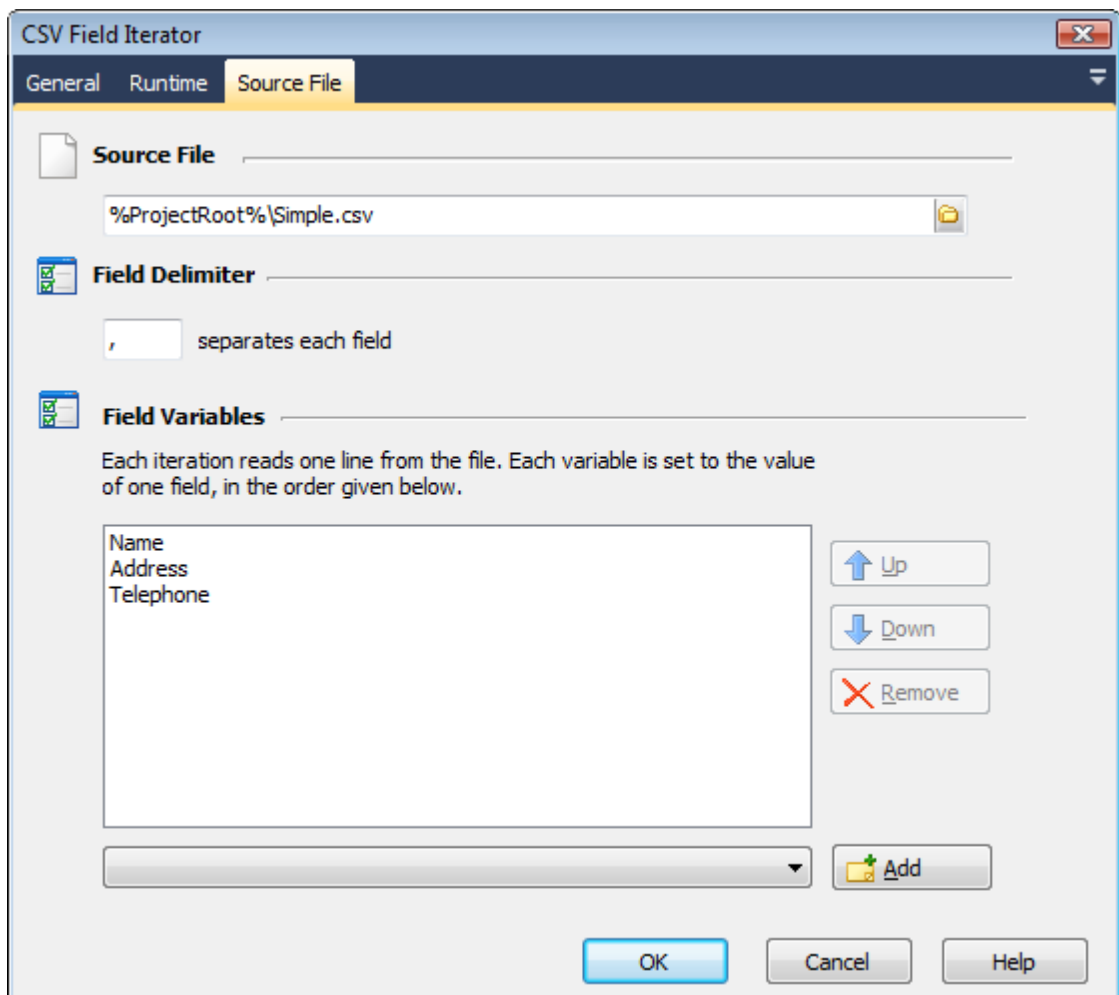 CSV Field Iterator
General Runtime Source File
Source File
%ProjectRoot%\Simple.csv
Field Delimiter
, separates each field
Field Variables
Each iteration reads one line from the file. Each variable is set to the value
of one field, in the order given below.
Name
Address
Telephone
Up
Down
Remove
Add
OK Cancel Help